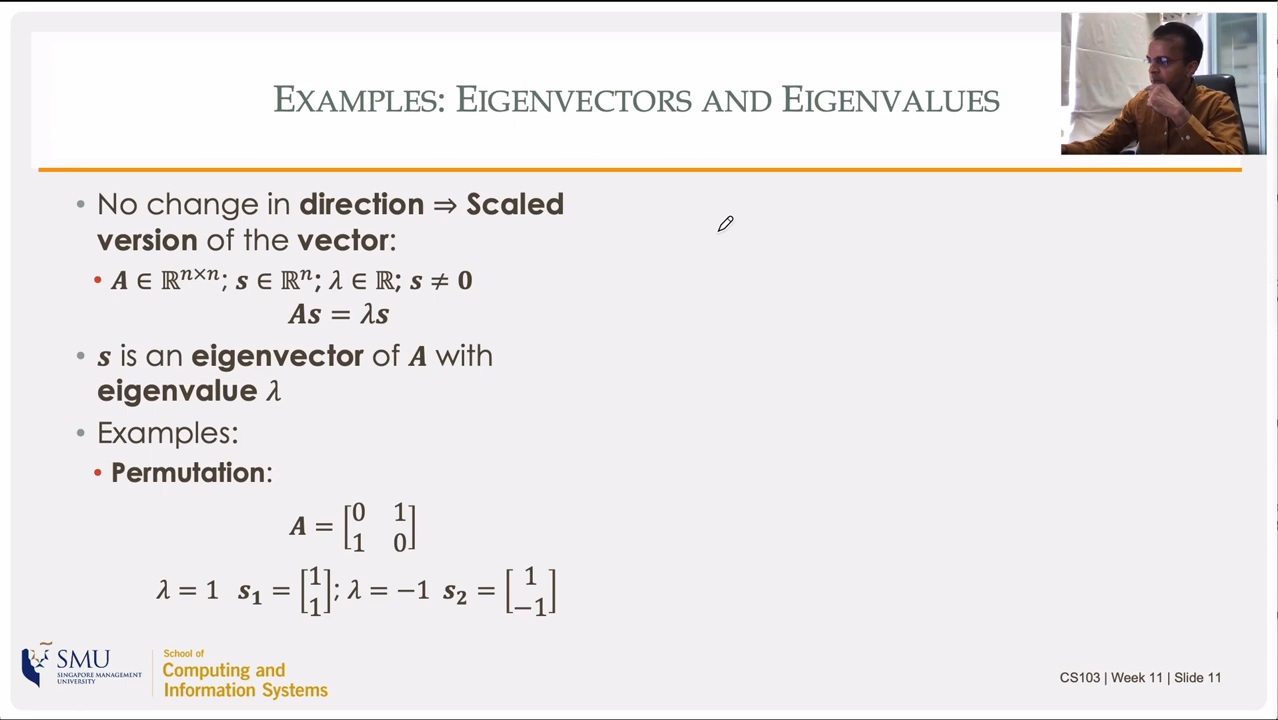 EXAMPLES: EIGENVECTORS AND EIGENVALUES
• No change in direction ⇒ Scaled
version of the vector:
• A ∈ ℝⁿˣⁿ; s ∈ ℝⁿ; λ ∈ ℝ; s ≠ 0
As = λs
• s is an eigenvector of A with
eigenvalue λ
• Examples:
• Permutation:
A = [0 1
1 0]
λ = 1 s₁ = [1
1]; λ = −1 s₂ = [1
−1]
SMU
SINGAPORE MANAGEMENT
UNIVERSITY
School of
Computing and
Information Systems
CS103 | Week 11 | Slide 11